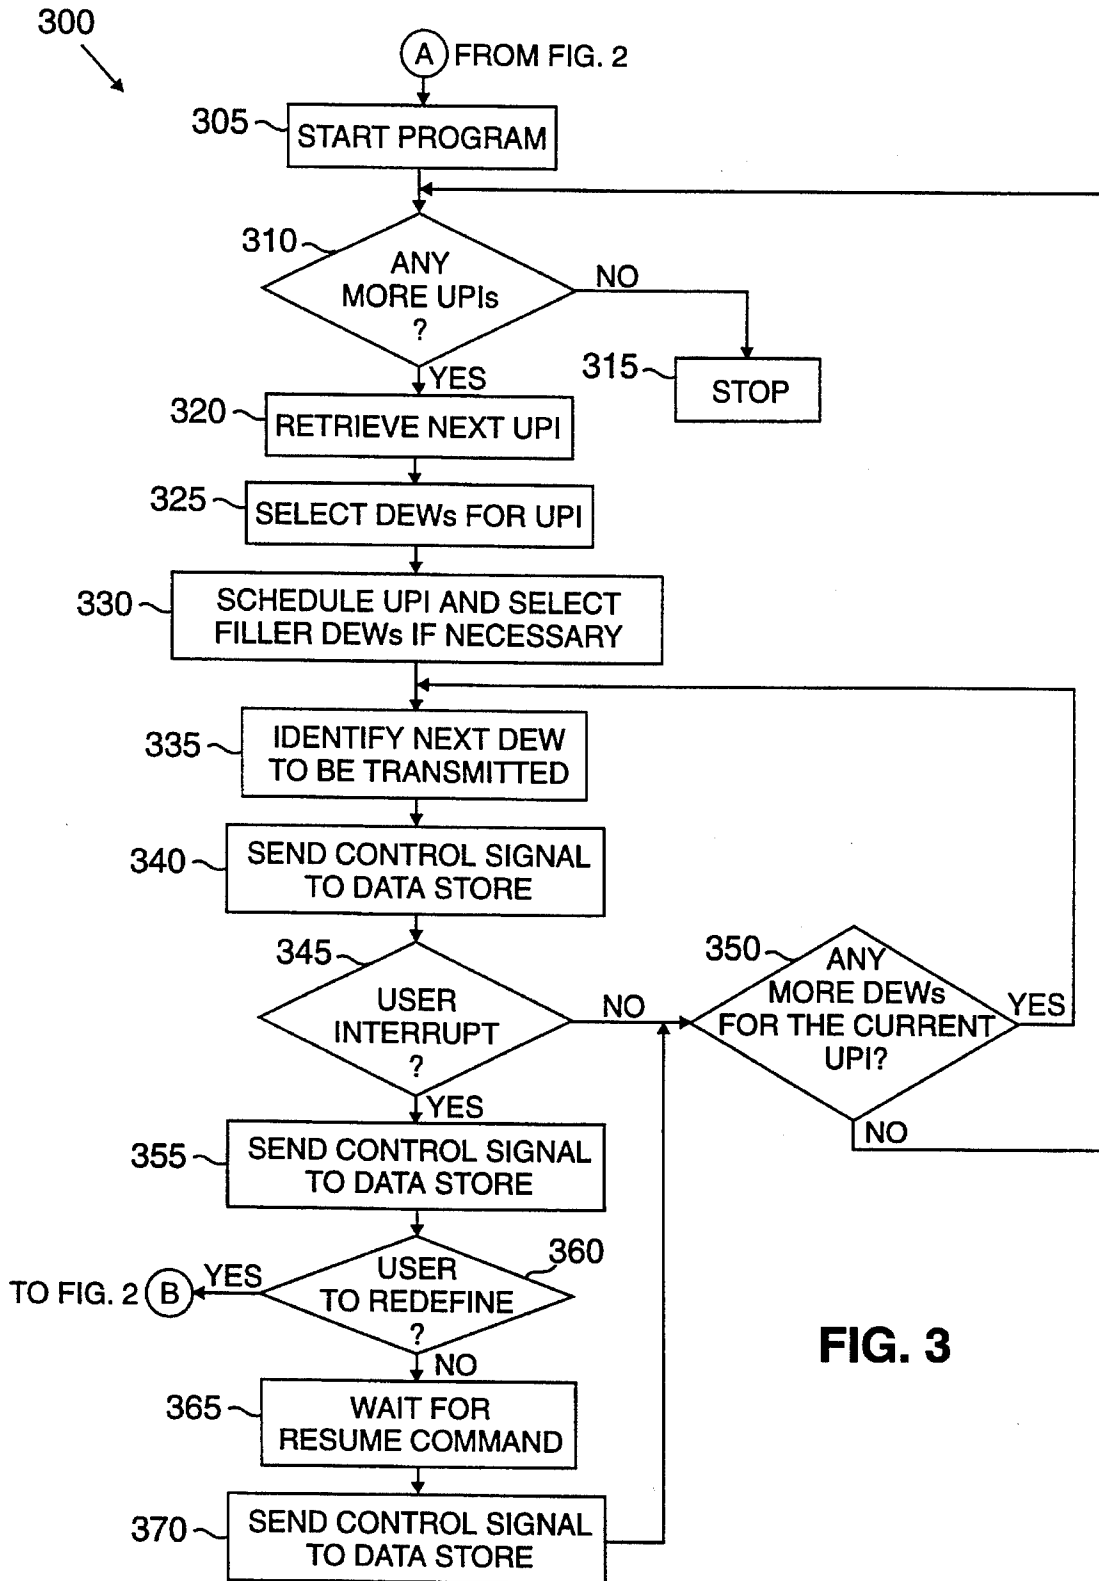 300
A FROM FIG. 2
305
START PROGRAM
310
ANY
MORE UPIs
?
NO
315
STOP
YES
320
RETRIEVE NEXT UPI
325
SELECT DEWs FOR UPI
330
SCHEDULE UPI AND SELECT
FILLER DEWs IF NECESSARY
335
IDENTIFY NEXT DEW
TO BE TRANSMITTED
340
SEND CONTROL SIGNAL
TO DATA STORE
345
USER
INTERRUPT
?
NO
350
ANY
MORE DEWs
FOR THE CURRENT
UPI?
YES
NO
YES
355
SEND CONTROL SIGNAL
TO DATA STORE
360
USER
TO REDEFINE
?
YES
TO FIG. 2 B
NO
365
WAIT FOR
RESUME COMMAND
370
SEND CONTROL SIGNAL
TO DATA STORE
FIG. 3